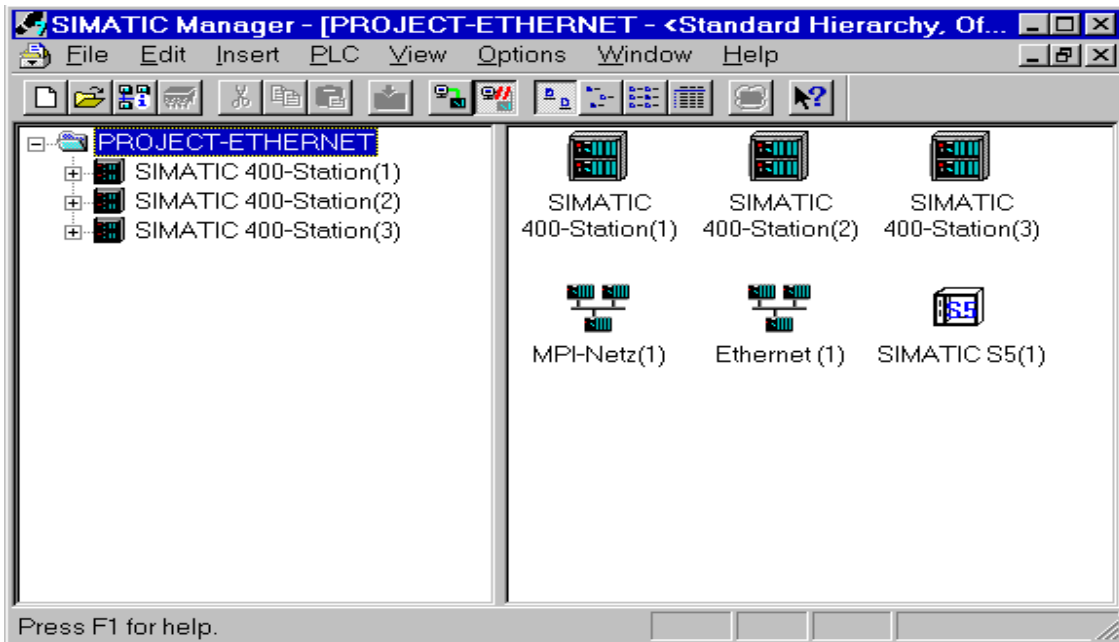 SIMATIC Manager - [PROJECT-ETHERNET - <Standard Hierarchy, Of...
File Edit Insert PLC View Options Window Help
PROJECT-ETHERNET
SIMATIC 400-Station(1)
SIMATIC 400-Station(2)
SIMATIC 400-Station(3)
SIMATIC
400-Station(1)
SIMATIC
400-Station(2)
SIMATIC
400-Station(3)
MPI-Netz(1)
Ethernet (1)
S5
SIMATIC S5(1)
Press F1 for help.